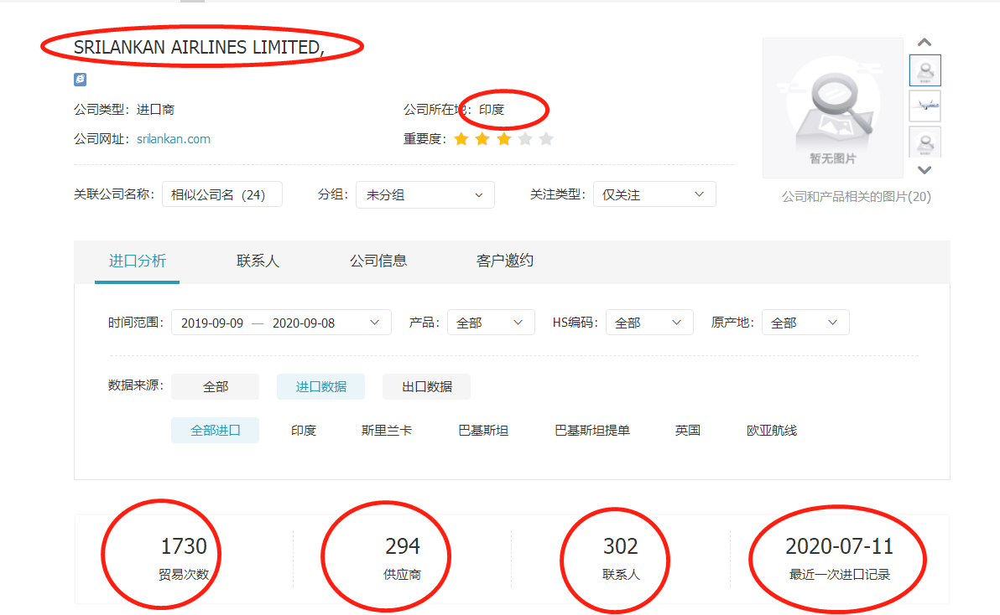 SRILANKAN AIRLINES LIMITED,
公司类型：进口商
公司所在地：印度
公司网址：srilankan.com
重要度：
暂无图片
关联公司名称：相似公司名（24）
分组：未分组
关注类型：仅关注
公司和产品相关的图片(20)
进口分析 联系人 公司信息 客户邀约
时间范围：2019-09-09 — 2020-09-08 产品：全部 HS编码：全部 原产地：全部
数据来源：全部 进口数据 出口数据
全部进口 印度 斯里兰卡 巴基斯坦 巴基斯坦提单 英国 欧亚航线
1730 294 302 2020-07-11
贸易次数 供应商 联系人 最近一次进口记录